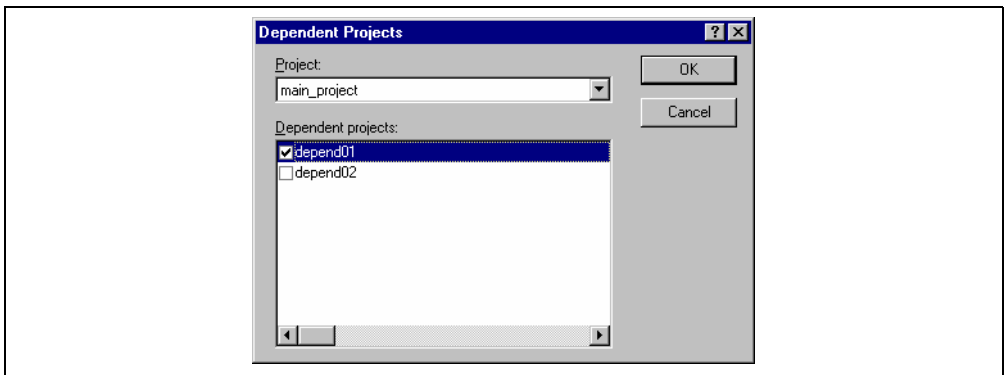 Dependent Projects
Project:
OK
main_project
Cancel
Dependent projects:
depend01
depend02